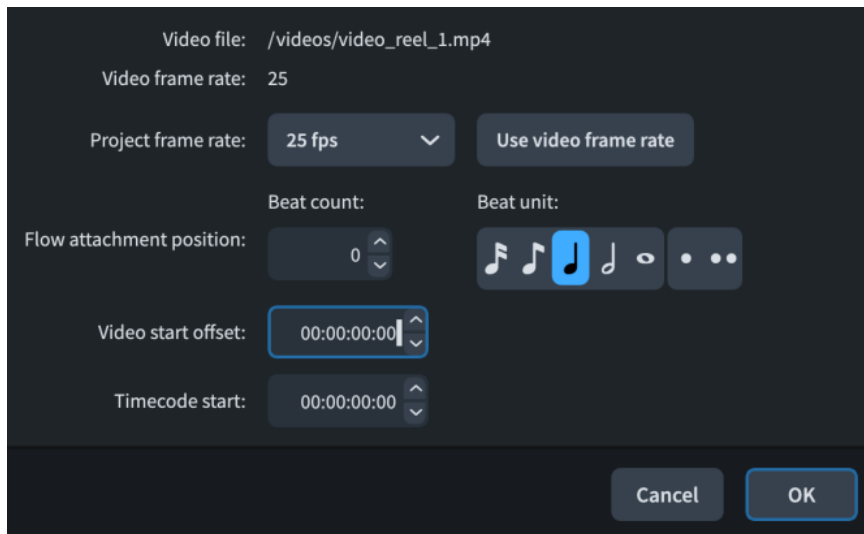 Video file: /videos/video_reel_1.mp4
Video frame rate: 25
Project frame rate: 25 fps Use video frame rate
Beat count: Beat unit:
Flow attachment position: 0
Video start offset: 00:00:00:00
Timecode start: 00:00:00:00
Cancel OK